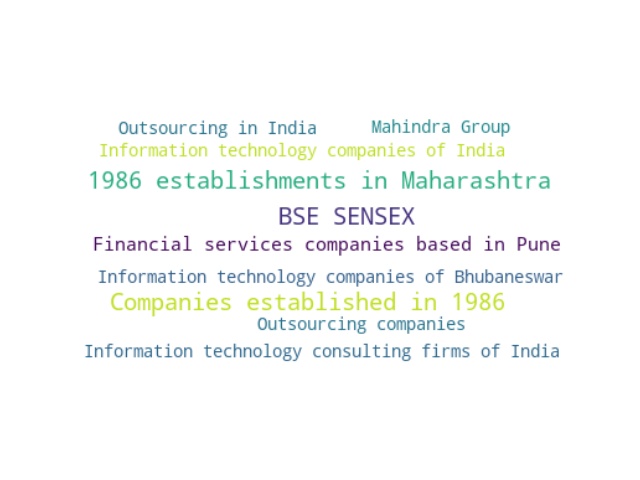 Outsourcing in India Mahindra Group
Information technology companies of India
1986 establishments in Maharashtra
BSE SENSEX
Financial services companies based in Pune
Information technology companies of Bhubaneswar
Companies established in 1986
Outsourcing companies
Information technology consulting firms of India